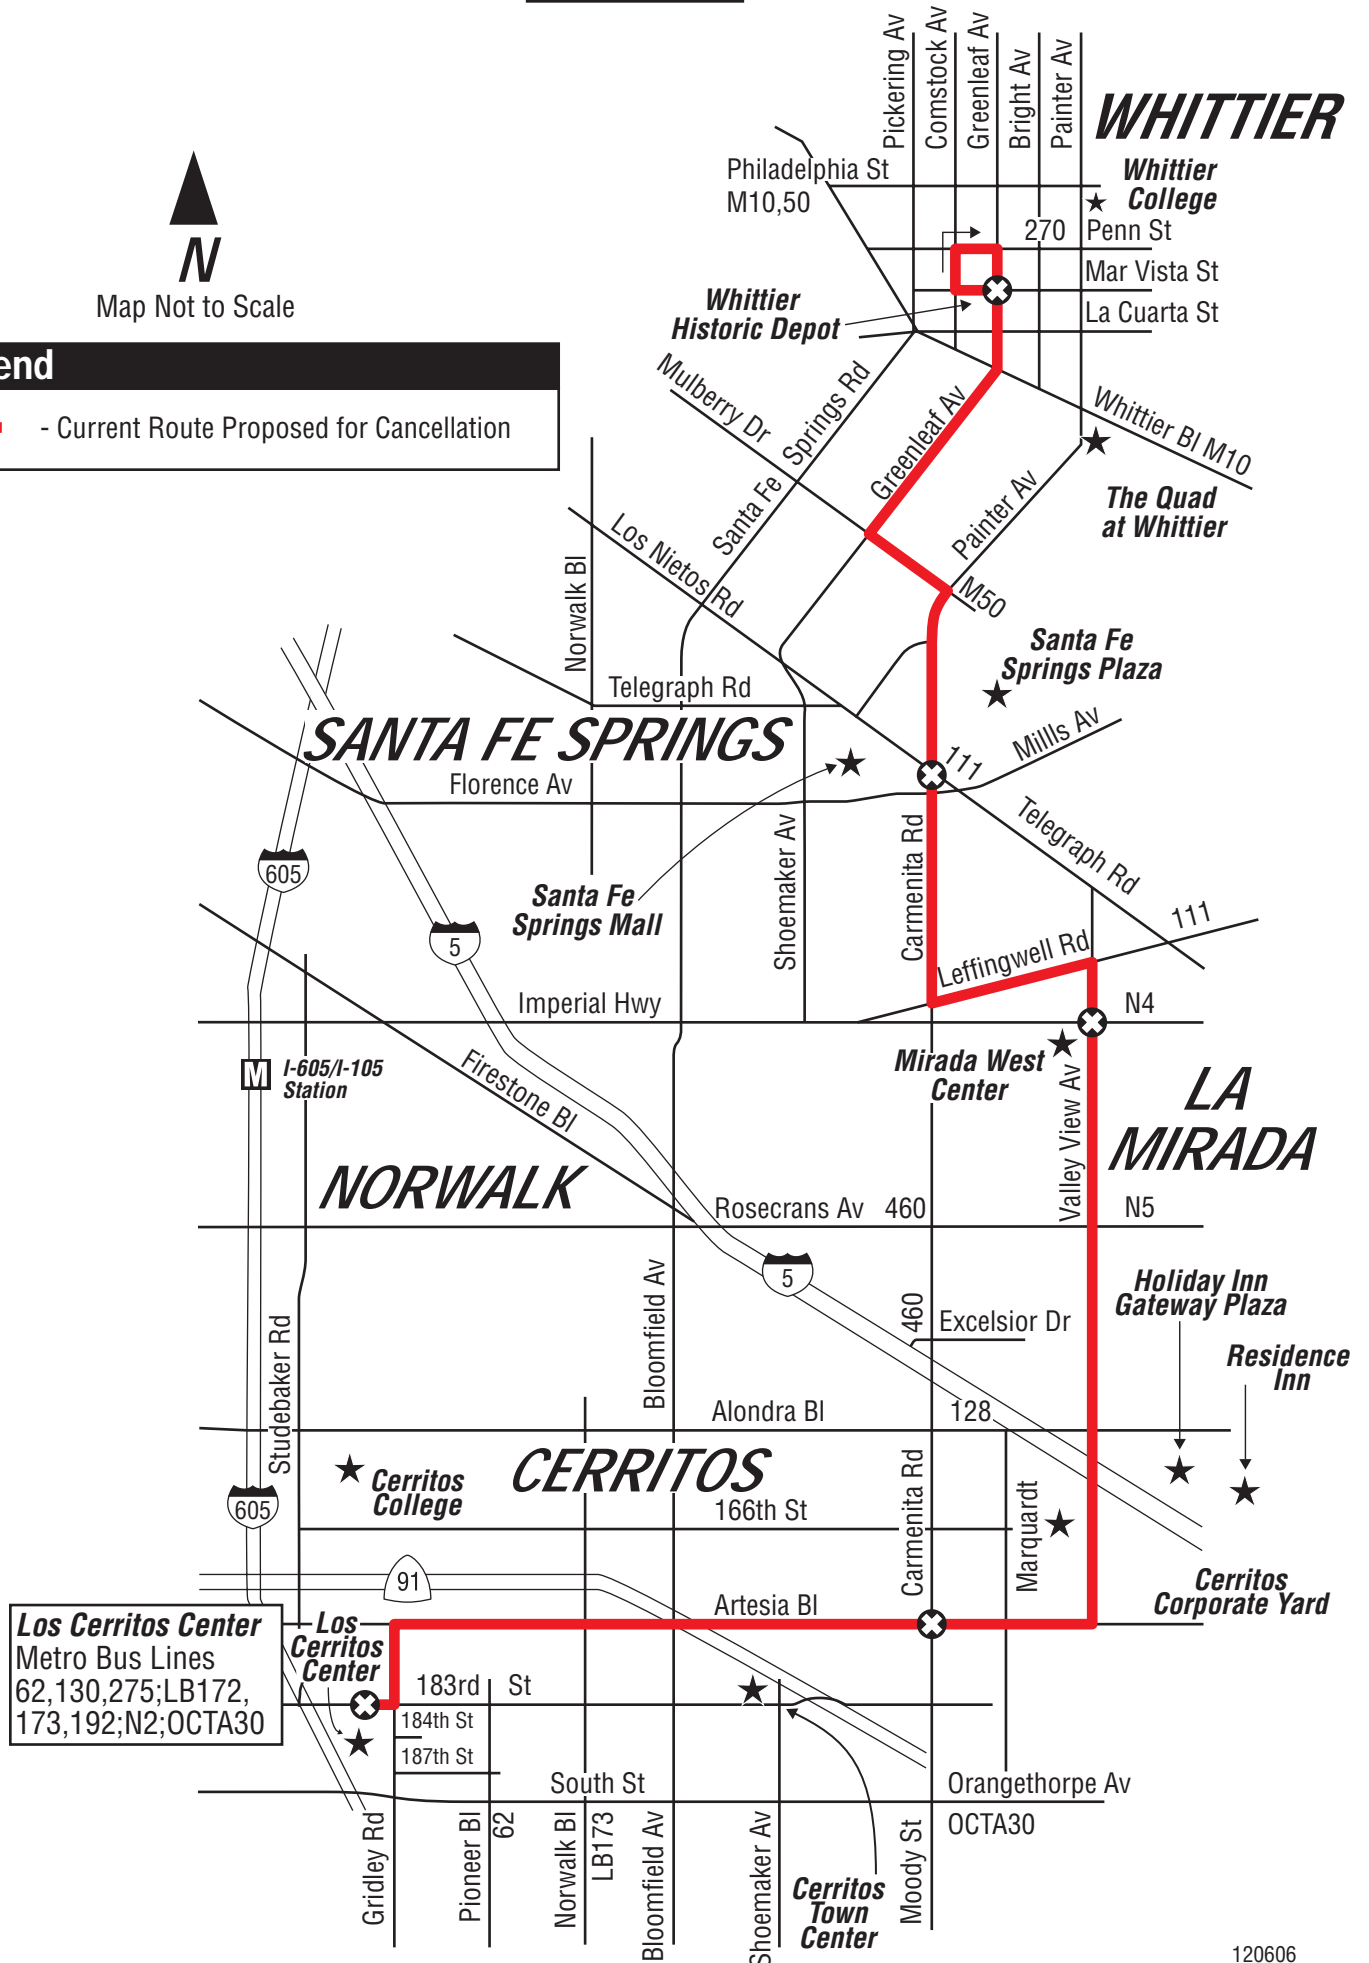 Pickering Av
Comstock Av
Greenleaf Av
Bright Av
Painter Av
WHITTIER
Philadelphia St
M10,50
Whittier
College
270
Penn St
Mar Vista St
La Cuarta St
N
Map Not to Scale
Whittier
Historic Depot
end
- Current Route Proposed for Cancellation
Mulberry Dr
Santa Fe Springs Rd
Greenleaf Av
Whittier Bl M10
The Quad
at Whittier
Painter Av
Los Nietos Rd
Norwalk Bl
M50
Santa Fe
Springs Plaza
Telegraph Rd
SANTA FE SPRINGS
111
Millls Av
Florence Av
Telegraph Rd
Shoemaker Av
Carmenita Rd
605
5
Santa Fe
Springs Mall
111
Leffingwell Rd
Imperial Hwy
N4
M
I-605/I-105
Station
Firestone Bl
Mirada West
Center
Valley View Av
LA
MIRADA
NORWALK
Rosecrans Av
460
N5
5
Bloomfield Av
Studebaker Rd
460
Excelsior Dr
Holiday Inn
Gateway Plaza
Residence
Inn
Alondra Bl
128
CERRITOS
Cerritos
College
605
166th St
Carmenita Rd
Marquardt
91
Artesia Bl
Cerritos
Corporate Yard
Los Cerritos Center
Metro Bus Lines
62,130,275;LB172,
173,192;N2;OCTA30
Los
Cerritos
Center
183rd St
184th St
187th St
South St
Orangethorpe Av
OCTA30
Gridley Rd
Pioneer Bl
62
Norwalk Bl
LB173
Bloomfield Av
Shoemaker Av
Moody St
Cerritos
Town
Center
120606